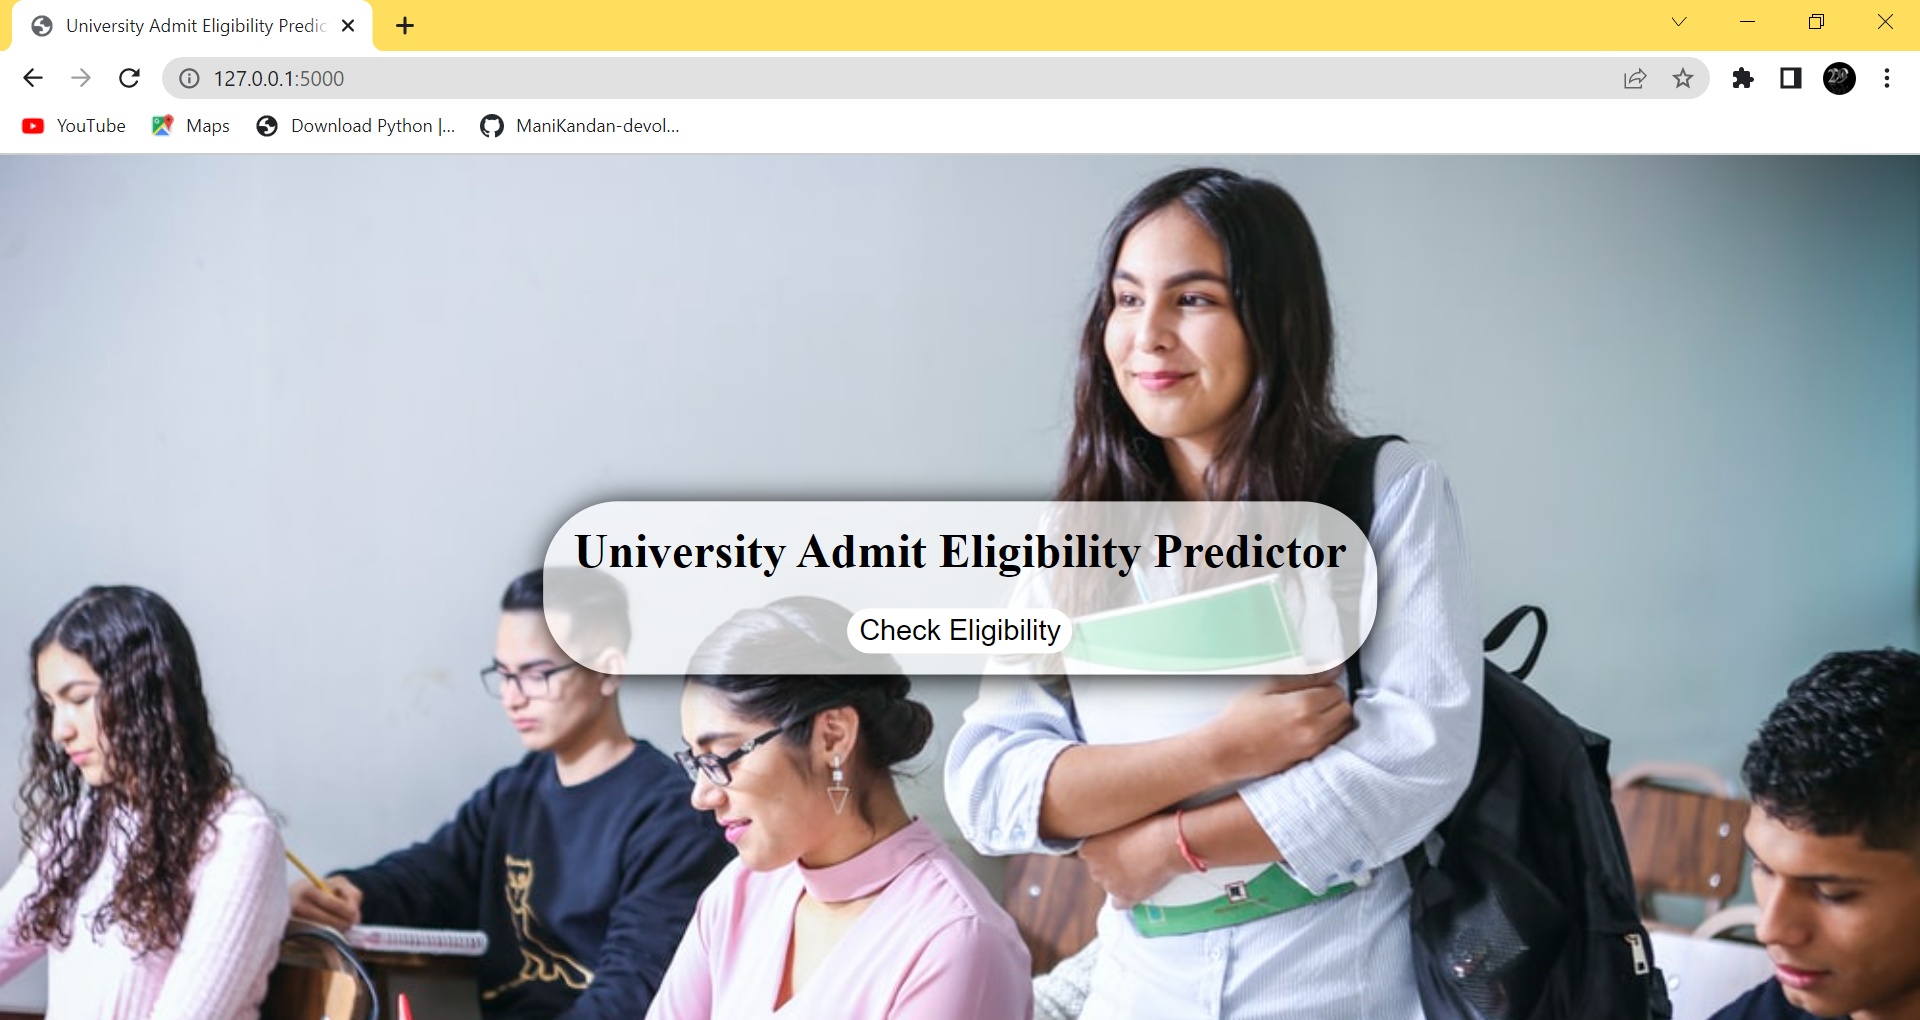 University Admit Eligibility Predic
127.0.0.1:5000
YouTube Maps Download Python |... ManiKandan-devol...
University Admit Eligibility Predictor
Check Eligibility